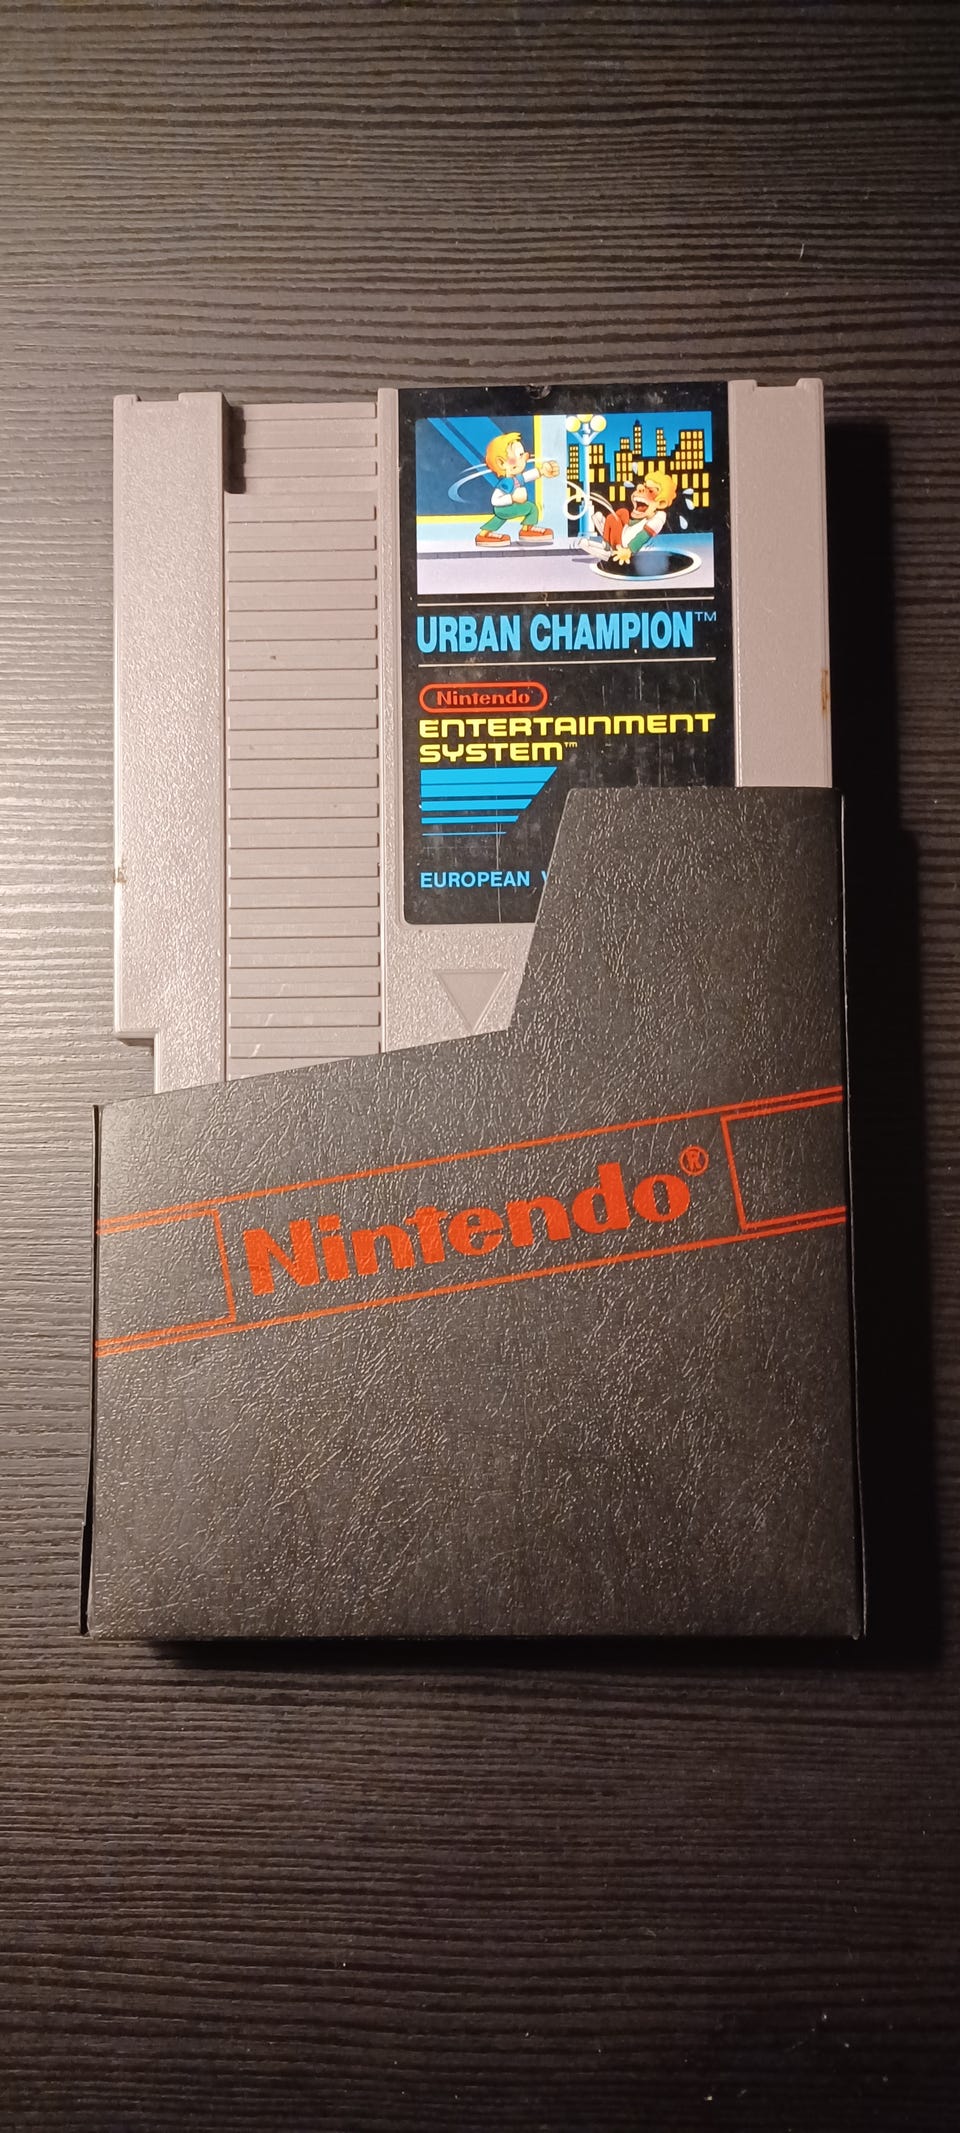 URBAN CHAMPION™
Nintendo
ENTERTAINMENT
SYSTEM™
EUROPEAN
Nintendo®